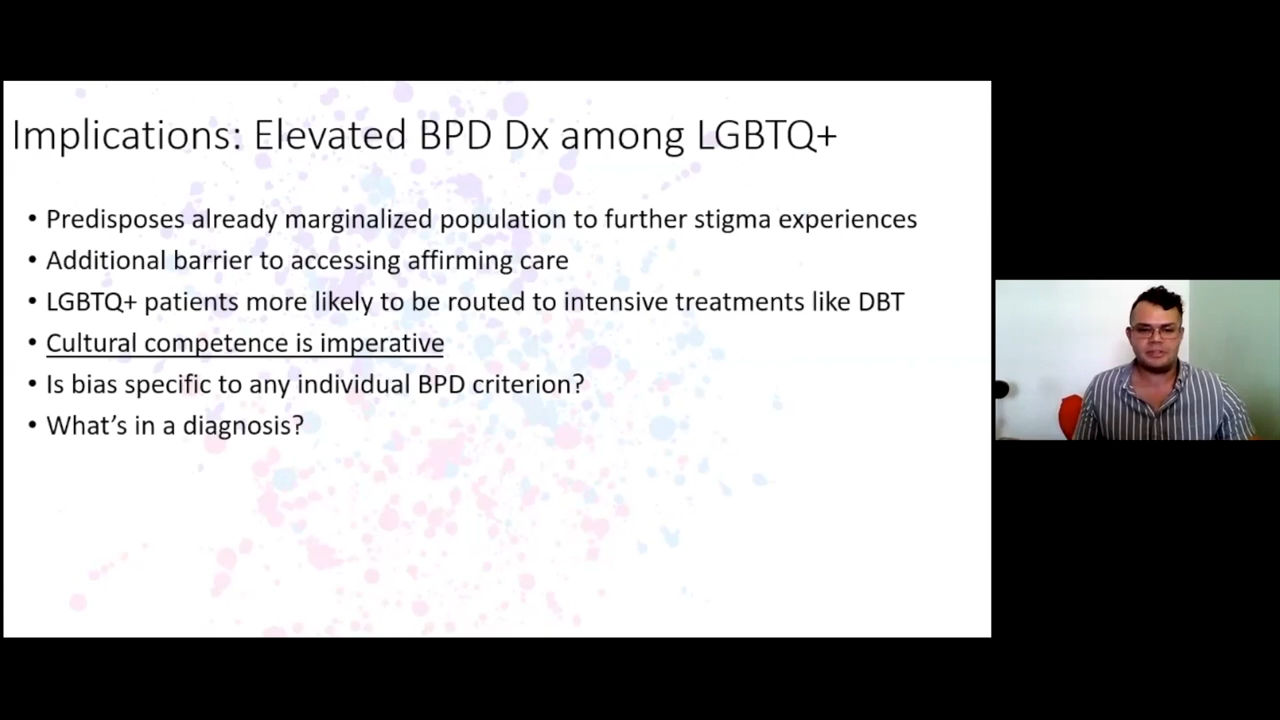 Implications: Elevated BPD Dx among LGBTQ+
• Predisposes already marginalized population to further stigma experiences
• Additional barrier to accessing affirming care
• LGBTQ+ patients more likely to be routed to intensive treatments like DBT
• Cultural competence is imperative
• Is bias specific to any individual BPD criterion?
• What’s in a diagnosis?